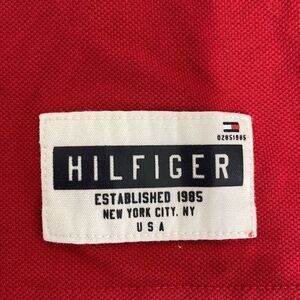 02851985
HILFIGER
ESTABLISHED 1985
NEW YORK CITY, NY
USA